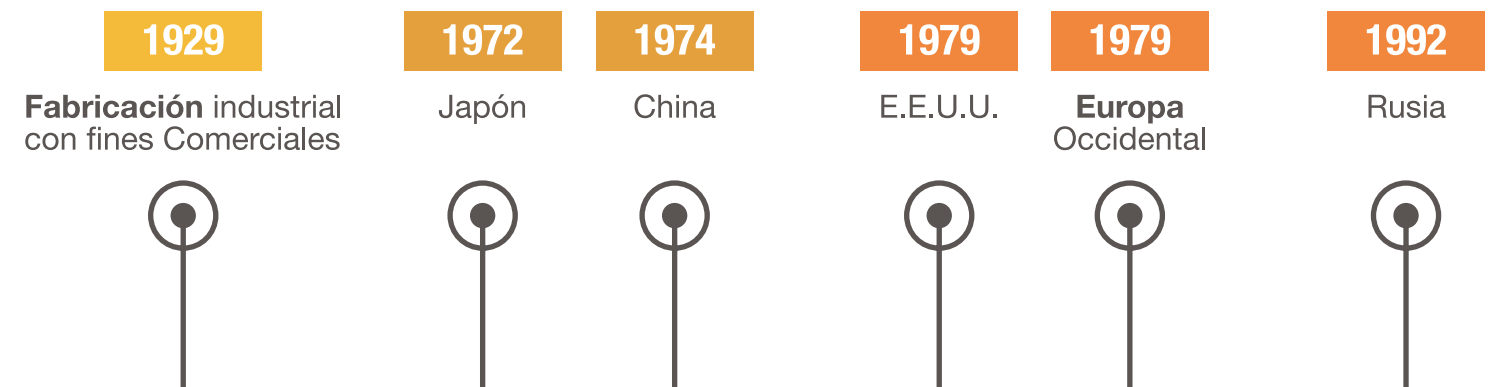 1929
Fabricación industrial
con fines Comerciales
1972
Japón
1974
China
1979
E.E.U.U.
1979
Europa
Occidental
1992
Rusia